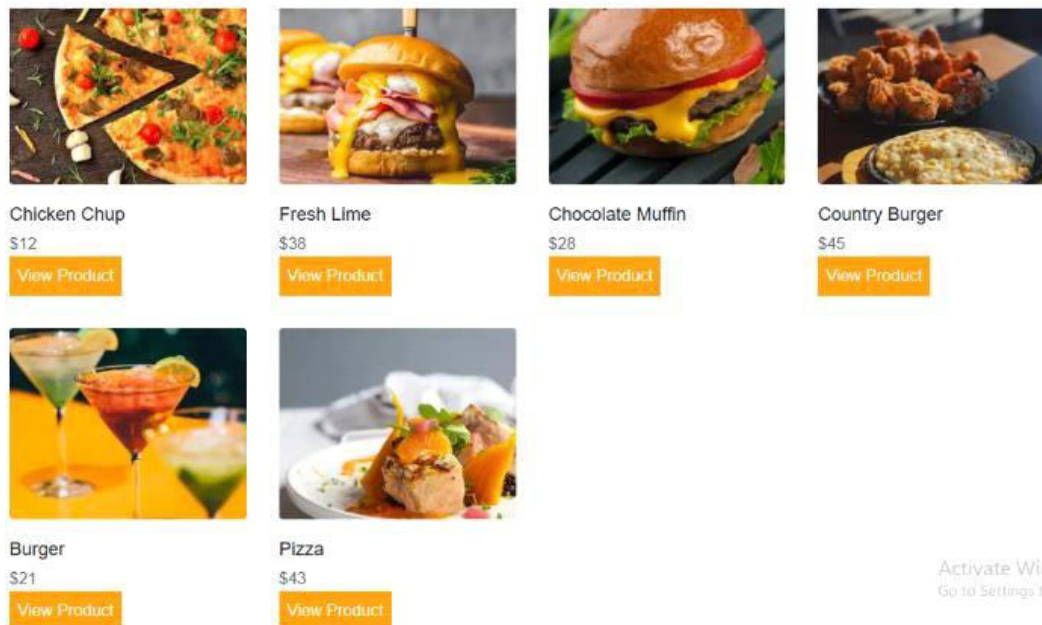 Chicken Chup
$12
View Product
Fresh Lime
$38
View Product
Chocolate Muffin
$28
View Product
Country Burger
$45
View Product
Burger
$21
View Product
Pizza
$43
View Product
Activate Wi
Go to Settings t